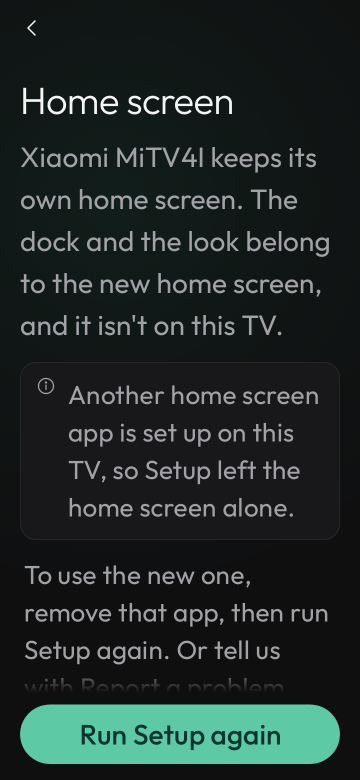 Home screen
Xiaomi MiTV4I keeps its
own home screen. The
dock and the look belong
to the new home screen,
and it isn't on this TV.
Another home screen
app is set up on this
TV, so Setup left the
home screen alone.
To use the new one,
remove that app, then run
Setup again. Or tell us
with Report a problem
Run Setup again